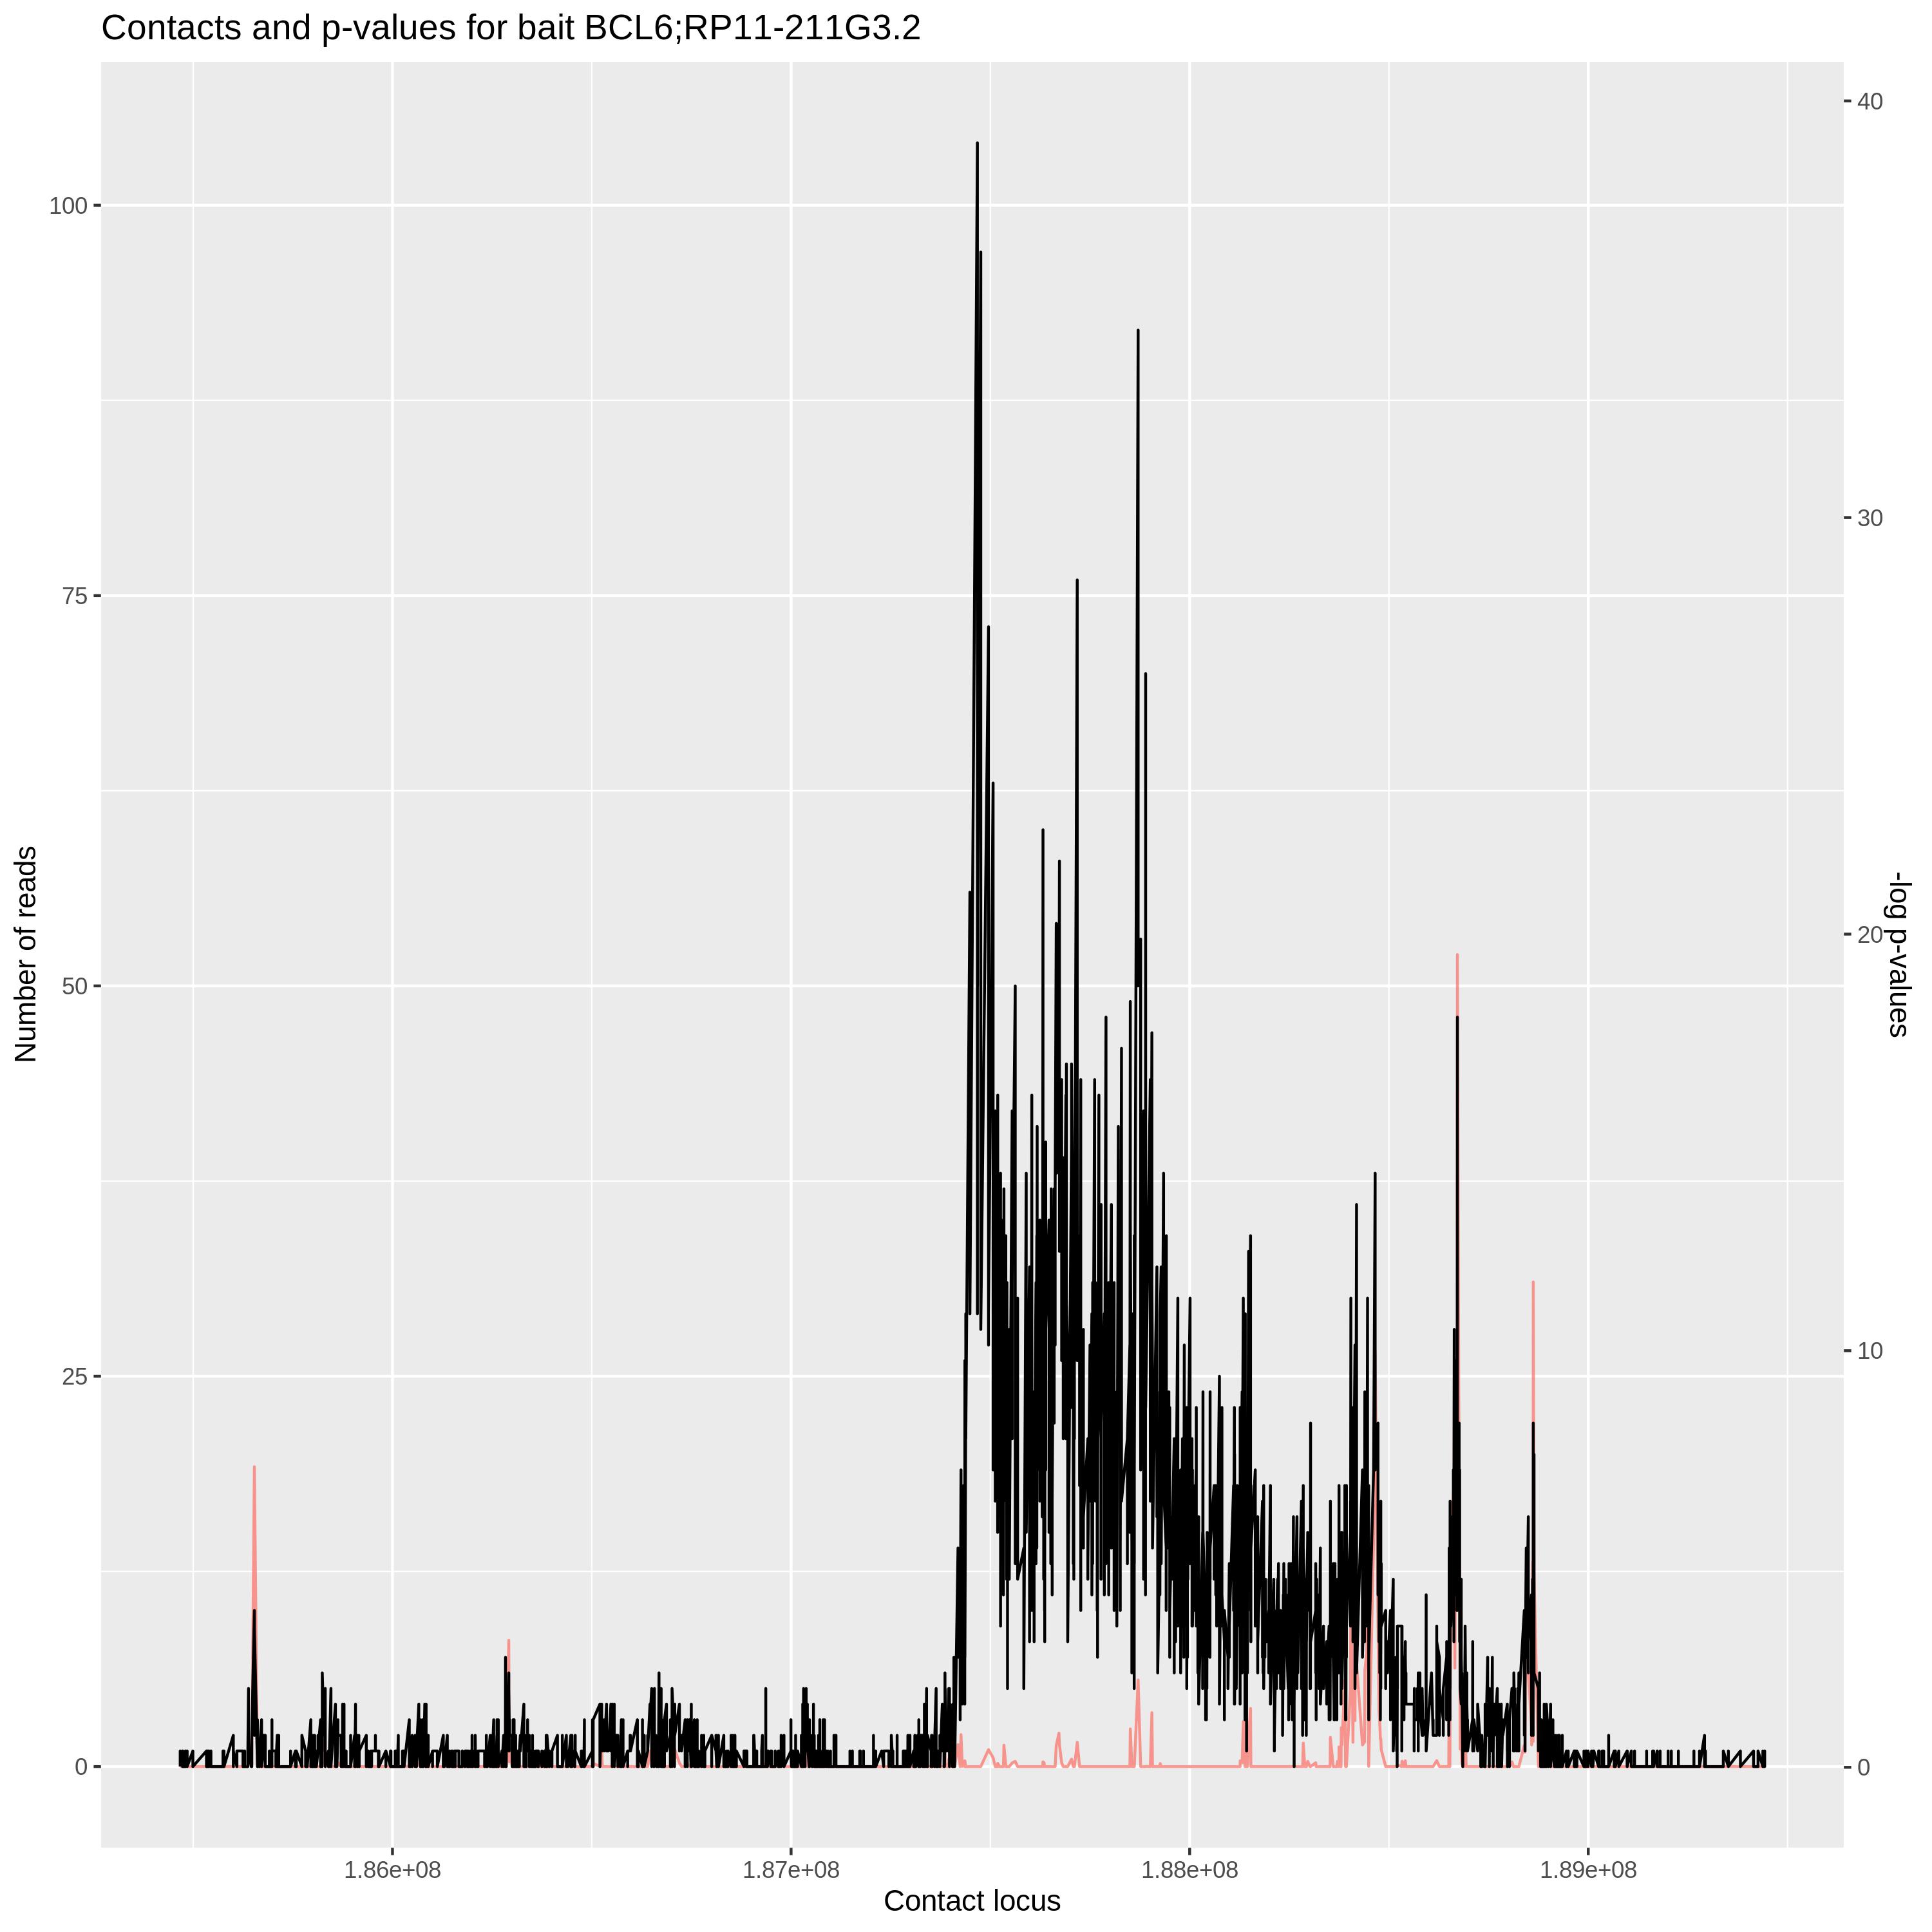 Contacts and p-values for bait BCL6;RP11-211G3.2
Number of reads
100
75
50
25
0
40
30
20
10
0
-log p-values
1.86e+08
1.87e+08
1.88e+08
1.89e+08
Contact locus